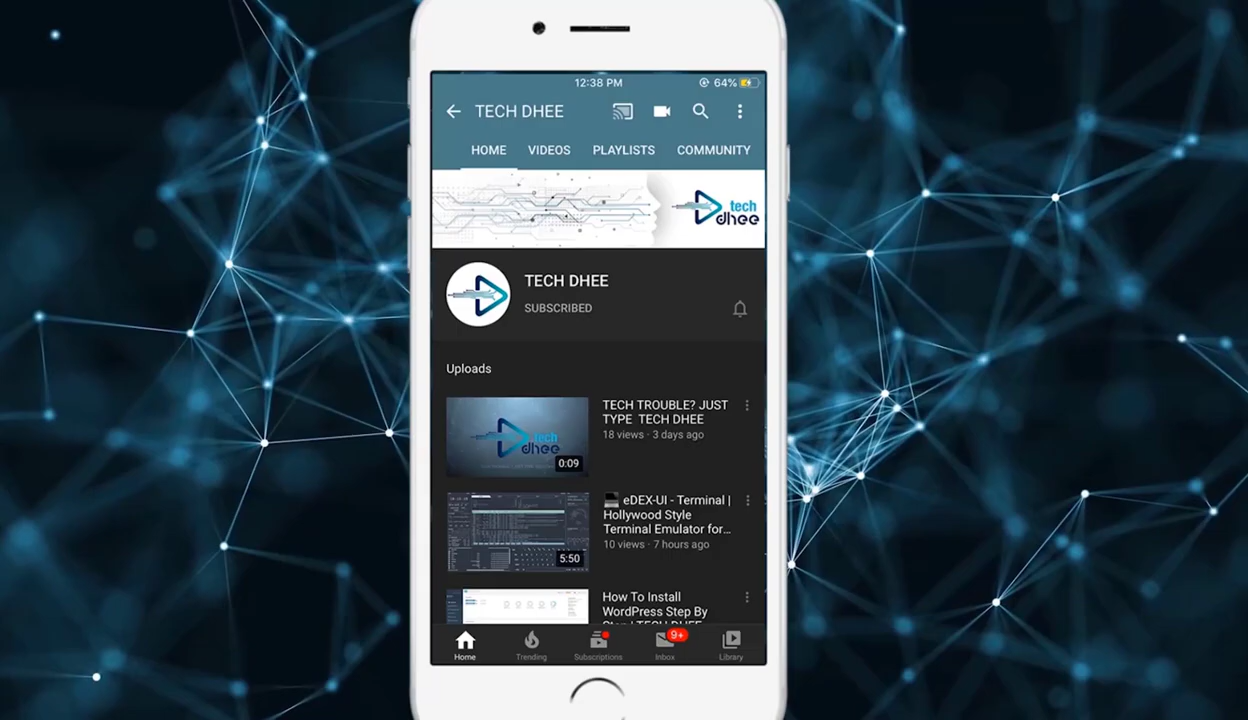 12:38 PM
64%
TECH DHEE
HOME VIDEOS PLAYLISTS COMMUNITY
tech
dhee
TECH DHEE
SUBSCRIBED
Uploads
tech
dhee
0:09
TECH TROUBLE? JUST
TYPE TECH DHEE
18 views · 3 days ago
5:50
eDEX-UI - Terminal |
Hollywood Style
Terminal Emulator for...
10 views · 7 hours ago
How To Install
WordPress Step By
Step | TECH DHEE
9+
Home Trending Subscriptions Inbox Library